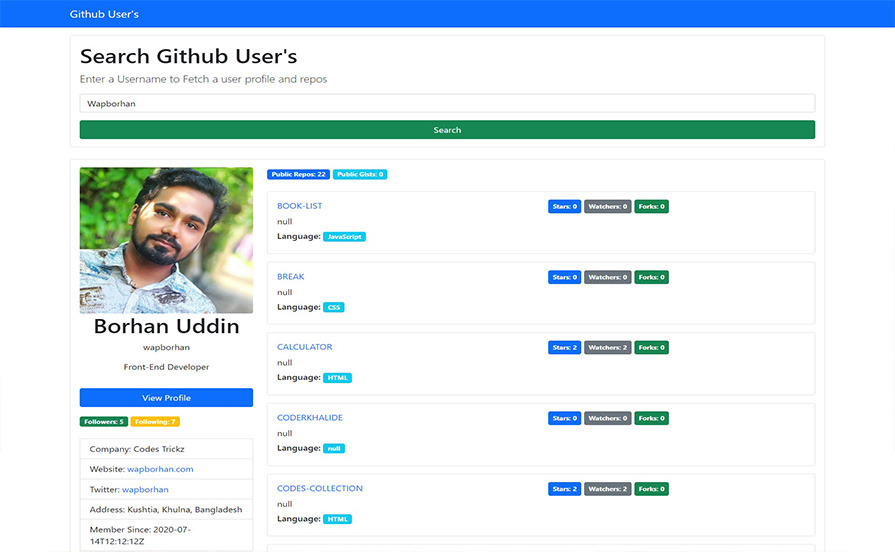 Github User's
Search Github User's
Enter a Username to Fetch a user profile and repos
Wapborhan
Search
Borhan Uddin
wapborhan
Front-End Developer
View Profile
Followers: 5 Following: 7
Company: Codes Trickz
Website: wapborhan.com
Twitter: wapborhan
Address: Kushtia, Khulna, Bangladesh
Member Since: 2020-07-
14T12:12:12Z
Public Repos: 22 Public Gists: 0
BOOK-LIST Stars: 0 Watchers: 0 Forks: 0
null
Language: JavaScript
BREAK Stars: 0 Watchers: 0 Forks: 0
null
Language: CSS
CALCULATOR Stars: 2 Watchers: 2 Forks: 0
null
Language: HTML
CODERKHALIDE Stars: 0 Watchers: 0 Forks: 0
null
Language: null
CODES-COLLECTION Stars: 2 Watchers: 2 Forks: 0
null
Language: HTML